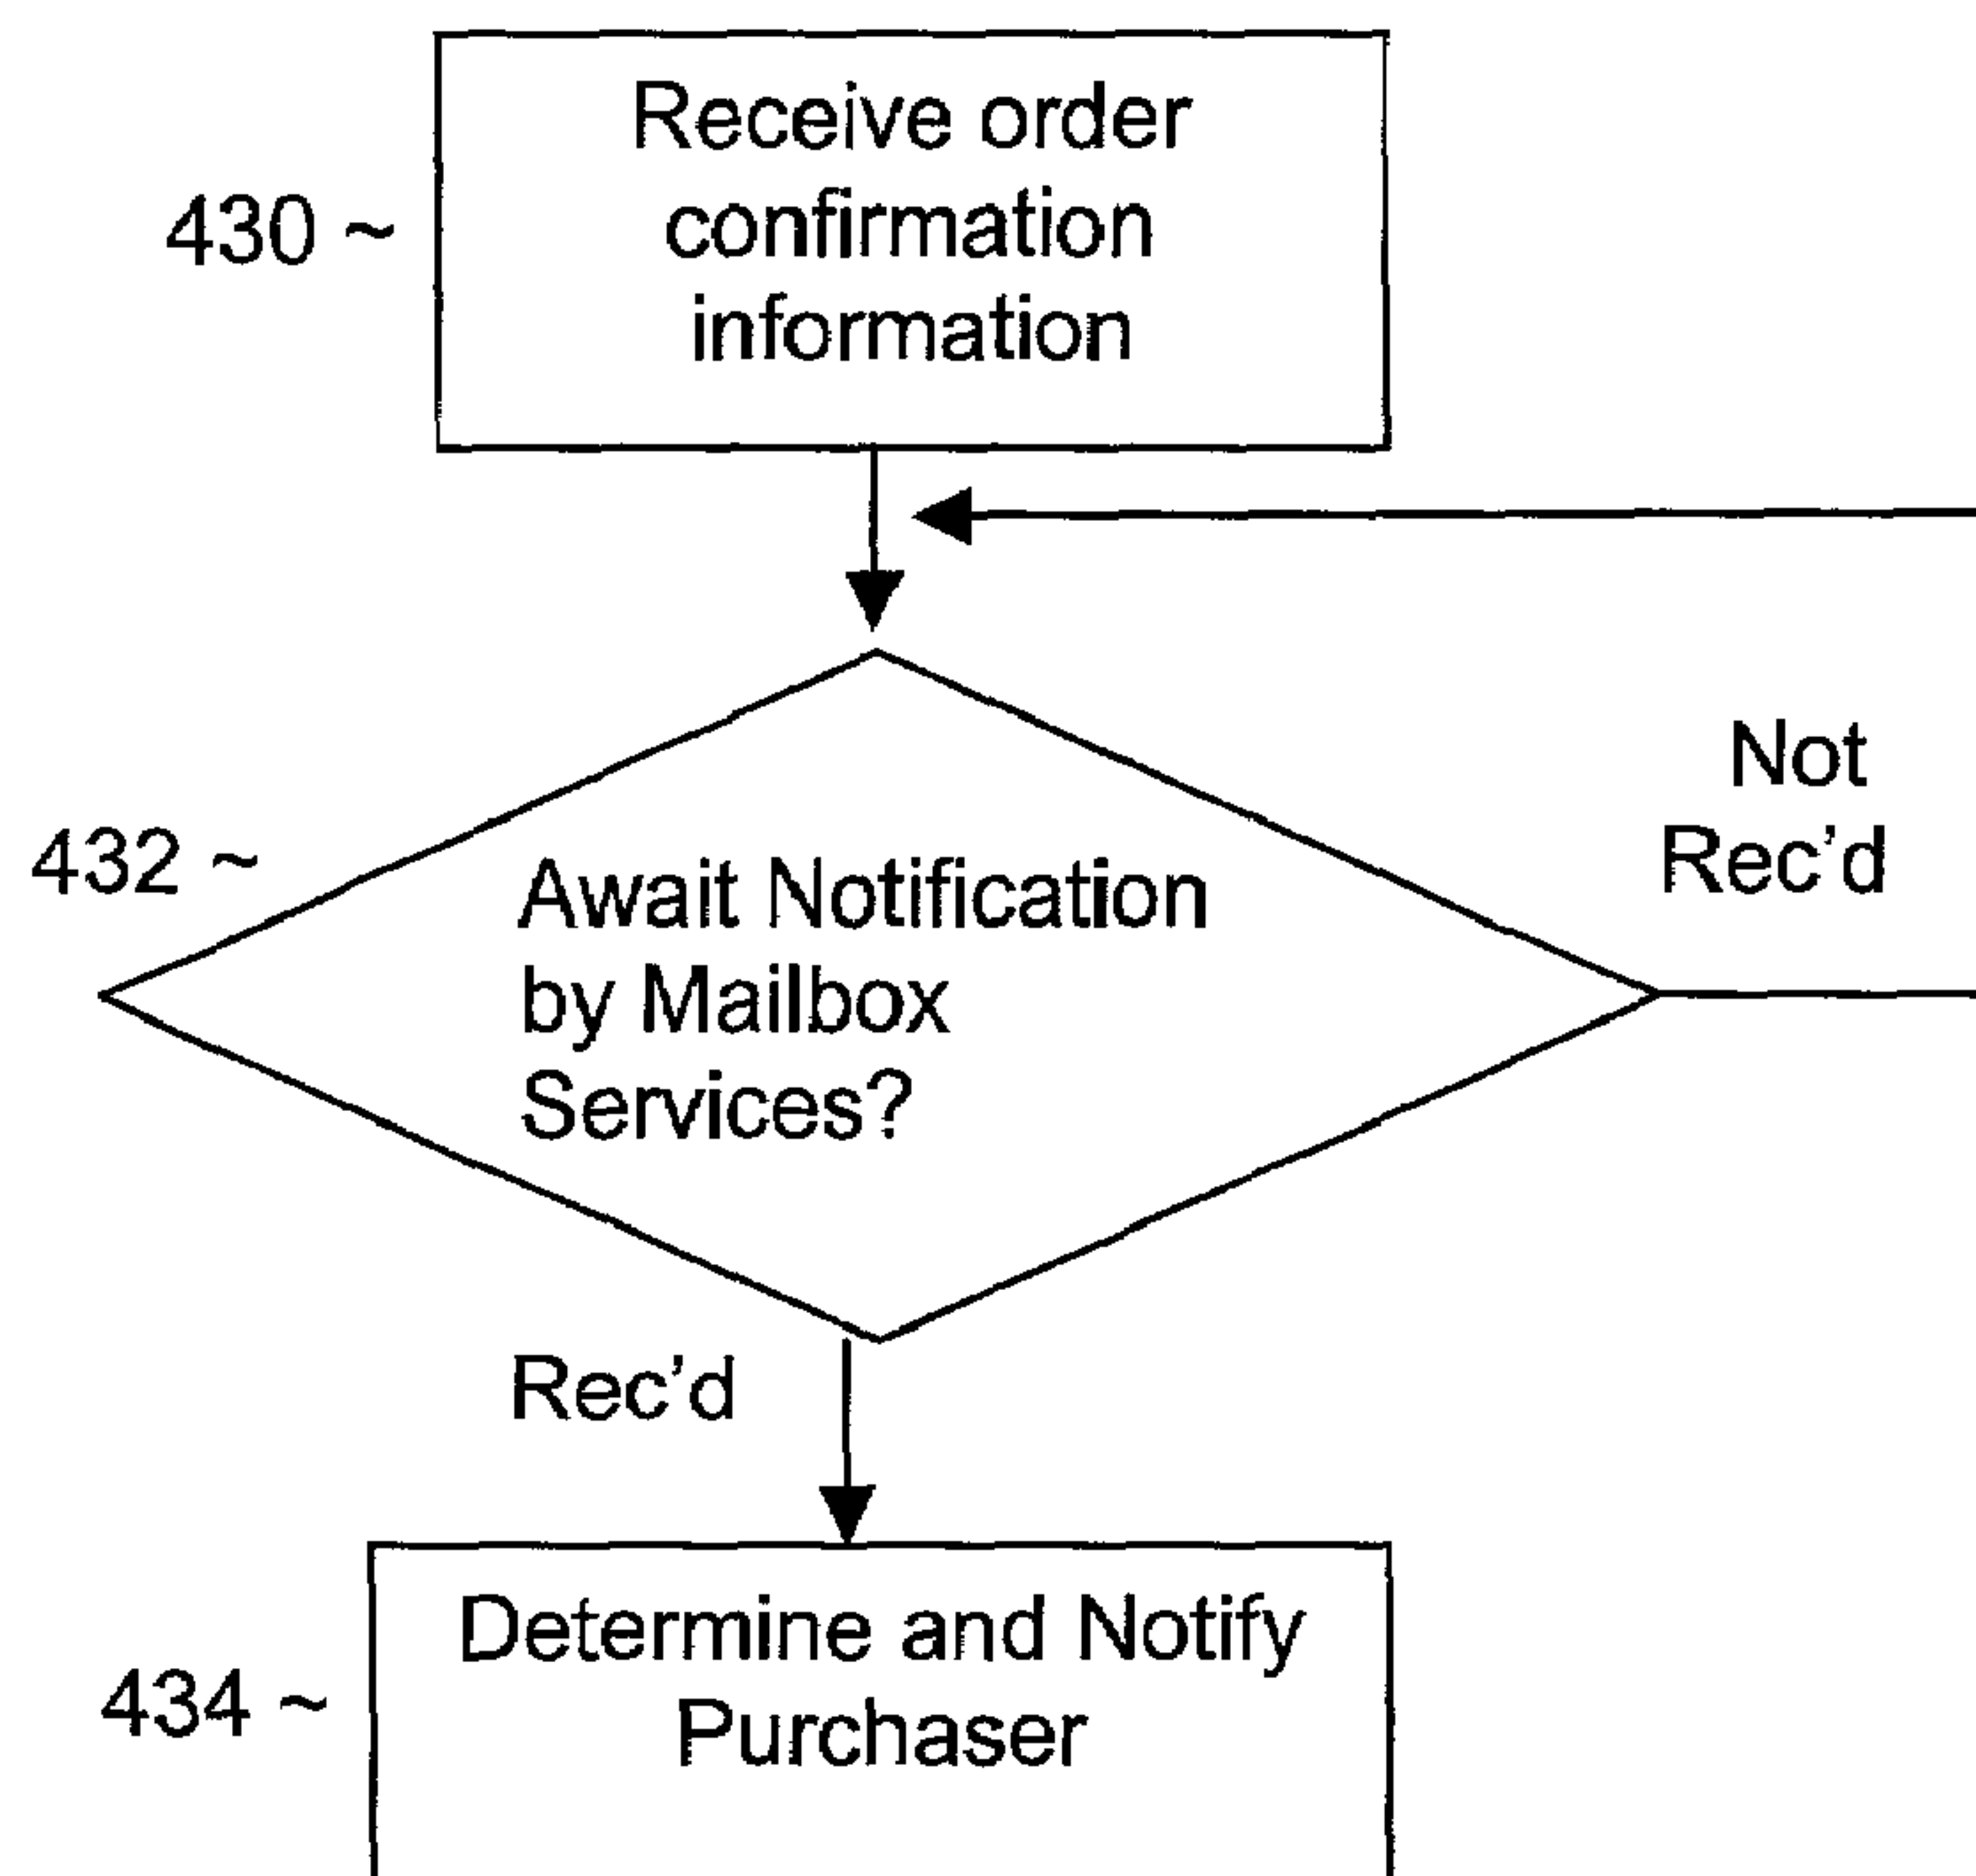 Receive order
confirmation
information
430 ~
Not
Rec'd
432 ~
Await Notification
by Mailbox
Services?
Rec'd
Determine and Notify
Purchaser
434 ~